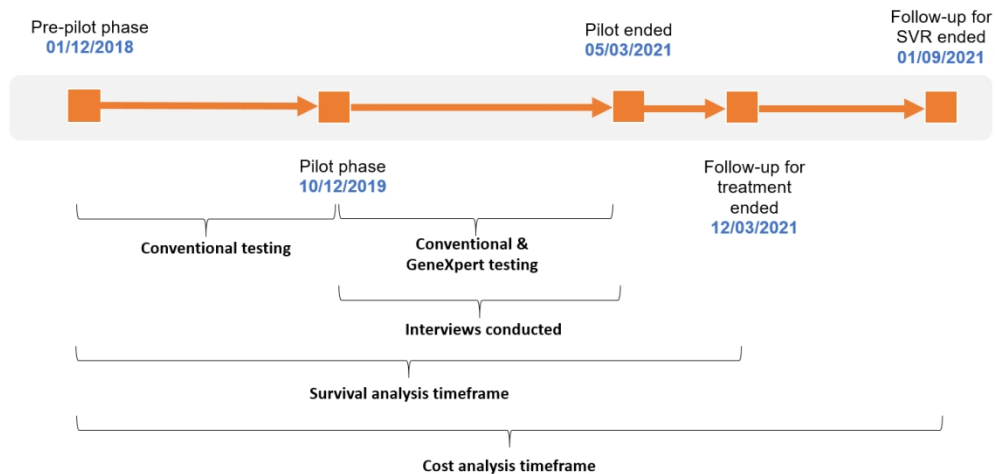 Pre-pilot phase
01/12/2018
Pilot ended
05/03/2021
Follow-up for
SVR ended
01/09/2021
Pilot phase
10/12/2019
Follow-up for
treatment
ended
12/03/2021
Conventional testing
Conventional &
GeneXpert testing
Interviews conducted
Survival analysis timeframe
Cost analysis timeframe